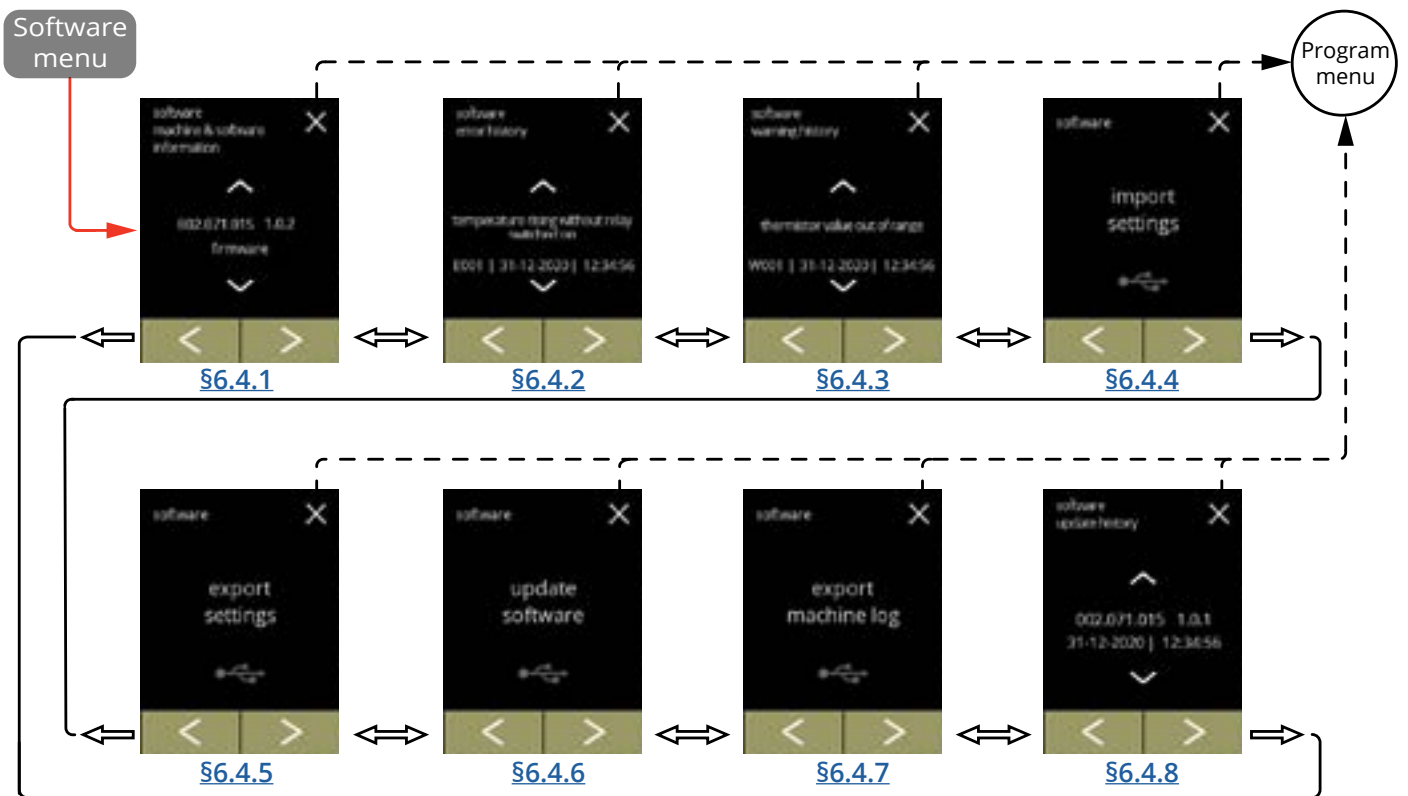 Software
menu
Program
menu
software
machine & software
information
002.071.015 1.0.2
firmware
software
error history
temperature rising without relay
switched on
E001 | 31-12-2020 | 12:34:56
software
warning history
thermistor value out of range
W001 | 31-12-2020 | 12:34:56
software
import
settings
< >
< >
< >
< >
§6.4.1
§6.4.2
§6.4.3
§6.4.4
software
export
settings
software
update
software
software
export
machine log
software
update history
002.071.015 1.0.1
31-12-2020 | 12:34:56
< >
< >
< >
< >
§6.4.5
§6.4.6
§6.4.7
§6.4.8